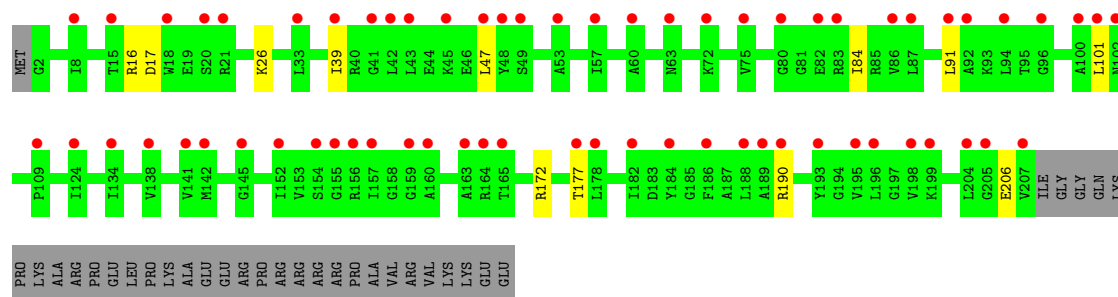 MET G2 I8 T15 R16 D17 W18 E19 S20 R21 K26 L33 I39 R40 G41 L42 L43 E44 K45 E46 L47 Y48 S49 A53 I57 A60 N63 K72 V75 G80 G81 E82 R83 I84 R85 V86 L87 L91 A92 K93 L94 T95 G96 A100 L101 N102
P109 I124 I134 V138 V141 M142 G145 I152 V153 S154 G155 R156 I157 G158 G159 A160 A163 R164 T165 R172 T177 L178 I182 D183 Y184 G185 F186 A187 L188 A189 R190 Y193 G194 V195 L196 G197 V198 K199 L204 G205 E206 V207 ILE GLY GLY GLN LYS
PRO LYS ALA ARG PRO GLU LEU PRO LYS ALA GLU GLU ARG PRO ARG ARG ARG ARG PRO ALA VAL ARG VAL LYS LYS GLU GLU